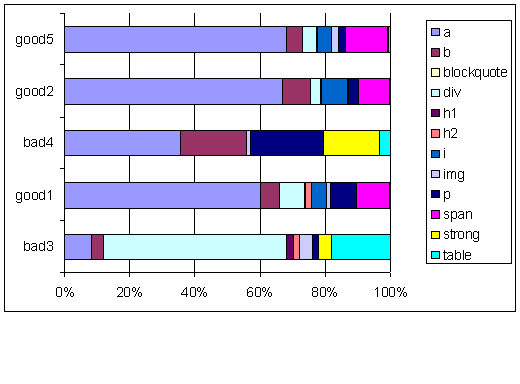 good5
good2
bad4
good1
bad3
0% 20% 40% 60% 80% 100%
a
b
blockquote
div
h1
h2
i
img
p
span
strong
table